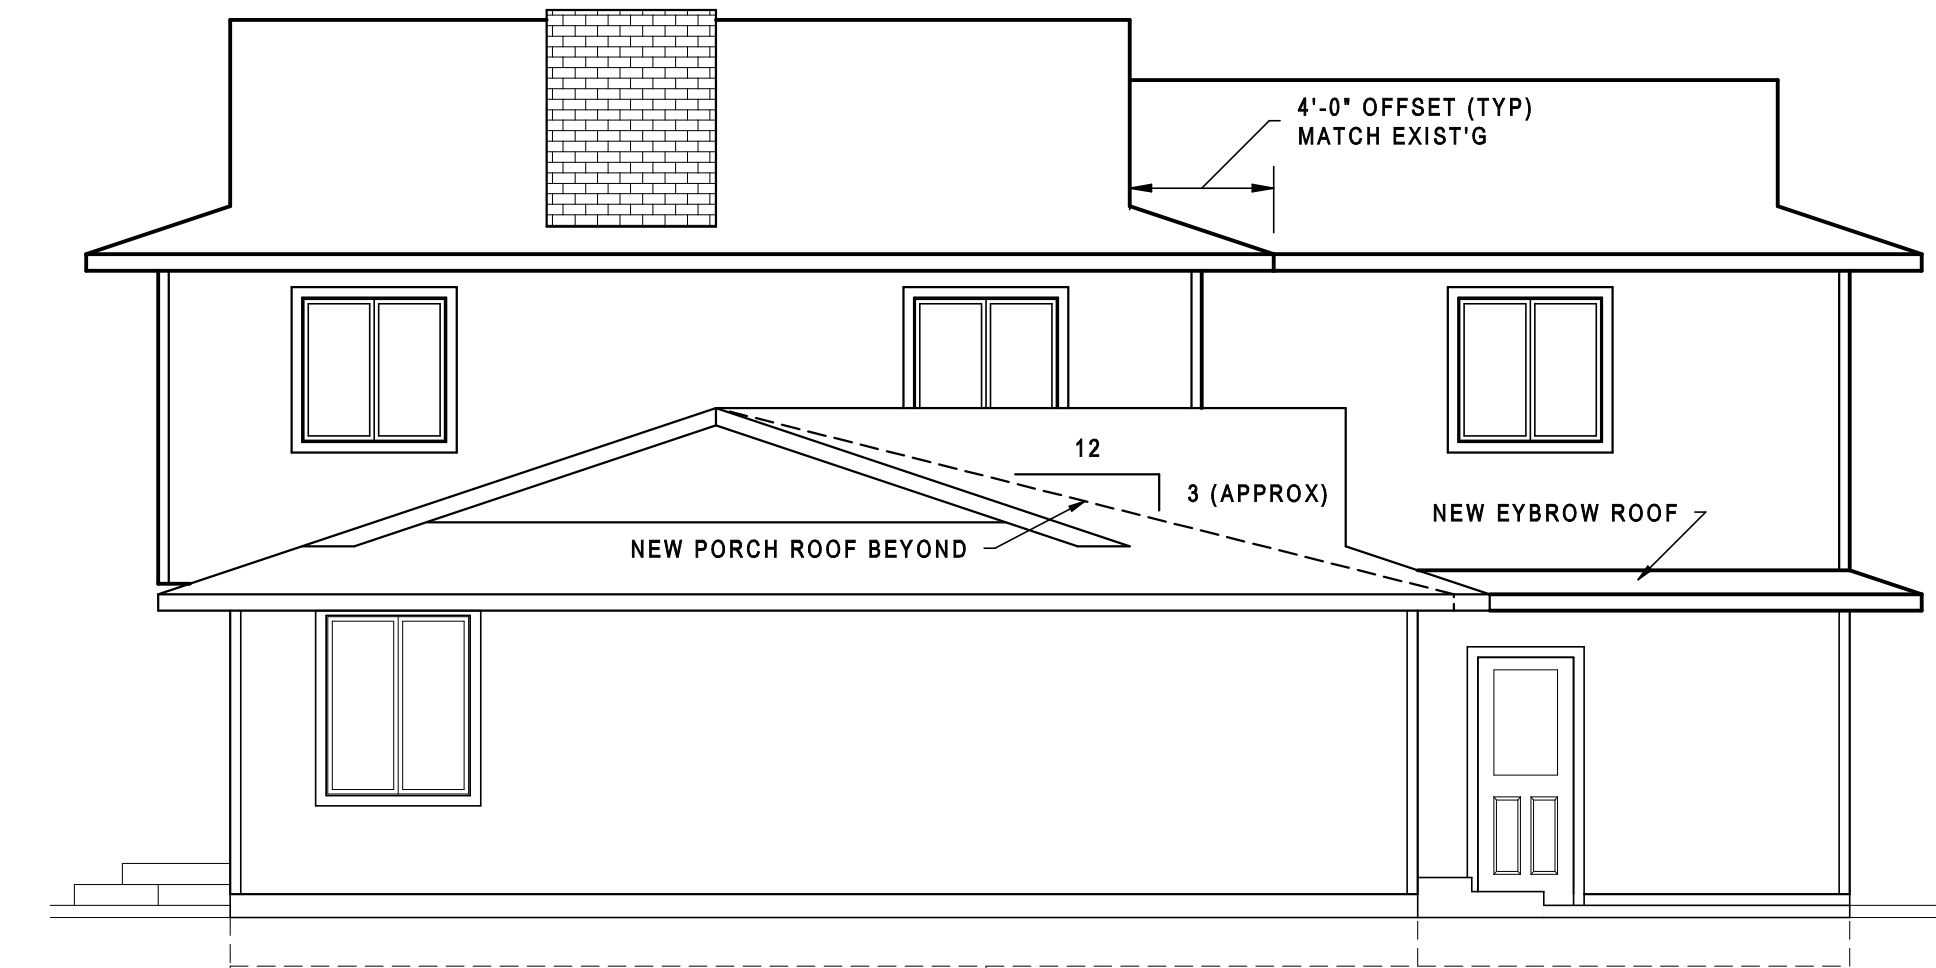 4'-0" OFFSET (TYP)
MATCH EXIST'G
12
3 (APPROX)
NEW EYBROW ROOF
NEW PORCH ROOF BEYOND